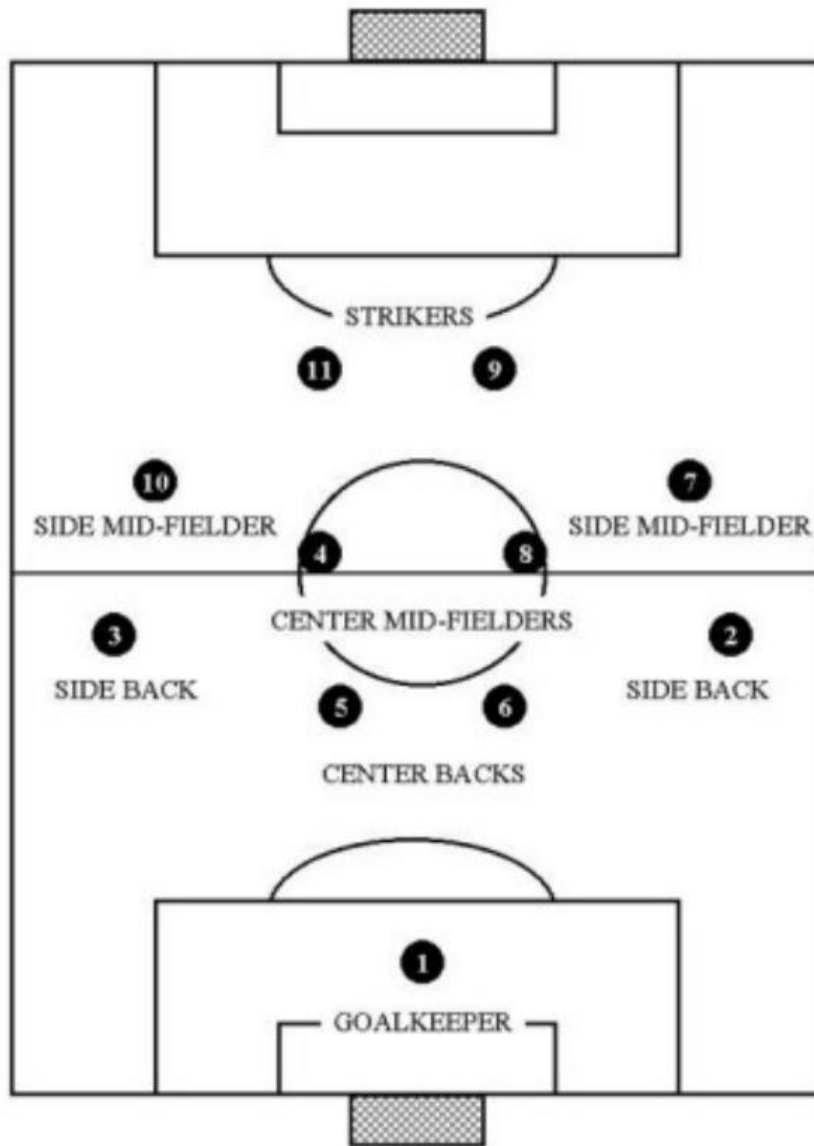 STRIKERS
11 9
10 7
SIDE MID-FIELDER SIDE MID-FIELDER
4 8
CENTER MID-FIELDERS
3 2
SIDE BACK SIDE BACK
5 6
CENTER BACKS
1
GOALKEEPER